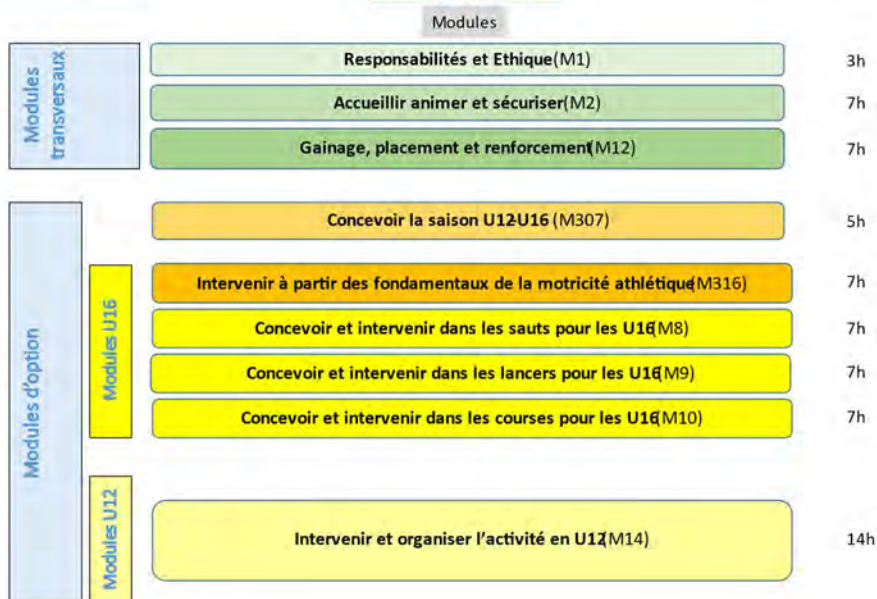 Modules
Modules
transversaux
Responsabilités et Ethique(M1)
3h
Accueillir animer et sécuriser(M2)
7h
Gainage, placement et renforcement(M12)
7h
Modules d'option
Concevoir la saison U12-U16 (M307)
5h
Modules U16
Intervenir à partir des fondamentaux de la motricité athlétique(M316)
7h
Concevoir et intervenir dans les sauts pour les U16(M8)
7h
Concevoir et intervenir dans les lancers pour les U16(M9)
7h
Concevoir et intervenir dans les courses pour les U16(M10)
7h
Modules U12
Intervenir et organiser l'activité en U12(M14)
14h